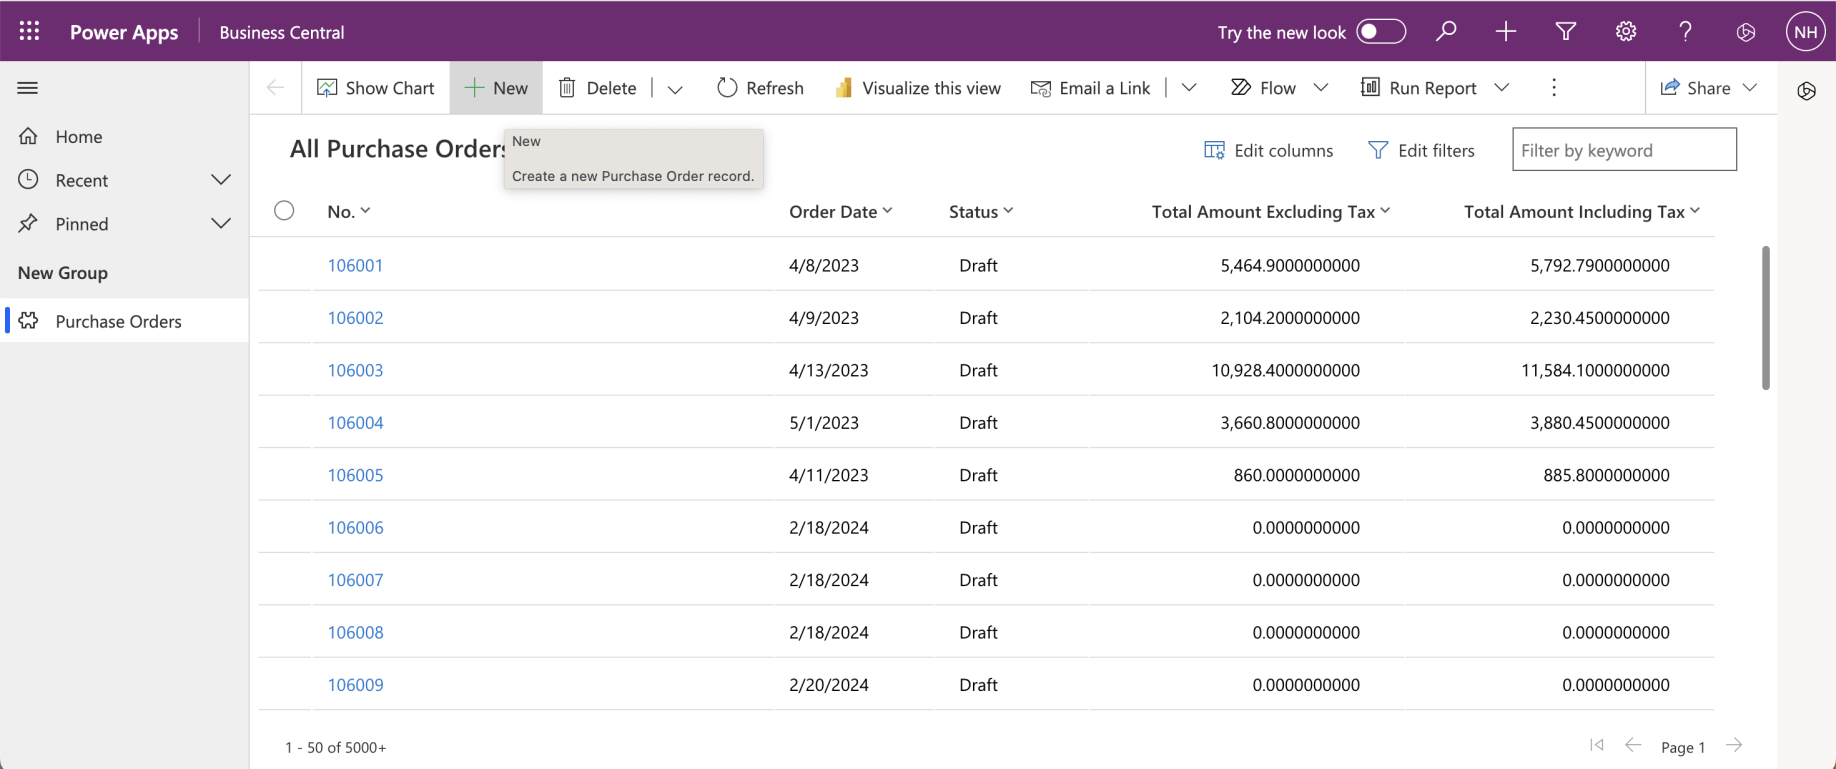 Power Apps Business Central Try the new look ? NH
Show Chart New Delete Refresh Visualize this view Email a Link Flow Run Report Share
Home
Recent
Pinned
New Group
Purchase Orders
All Purchase Orders Edit columns Edit filters Filter by keyword
New
Create a new Purchase Order record.
No. Order Date Status Total Amount Excluding Tax Total Amount Including Tax
106001 4/8/2023 Draft 5,464.9000000000 5,792.7900000000
106002 4/9/2023 Draft 2,104.2000000000 2,230.4500000000
106003 4/13/2023 Draft 10,928.4000000000 11,584.1000000000
106004 5/1/2023 Draft 3,660.8000000000 3,880.4500000000
106005 4/11/2023 Draft 860.0000000000 885.8000000000
106006 2/18/2024 Draft 0.0000000000 0.0000000000
106007 2/18/2024 Draft 0.0000000000 0.0000000000
106008 2/18/2024 Draft 0.0000000000 0.0000000000
106009 2/20/2024 Draft 0.0000000000 0.0000000000
1 - 50 of 5000+ Page 1